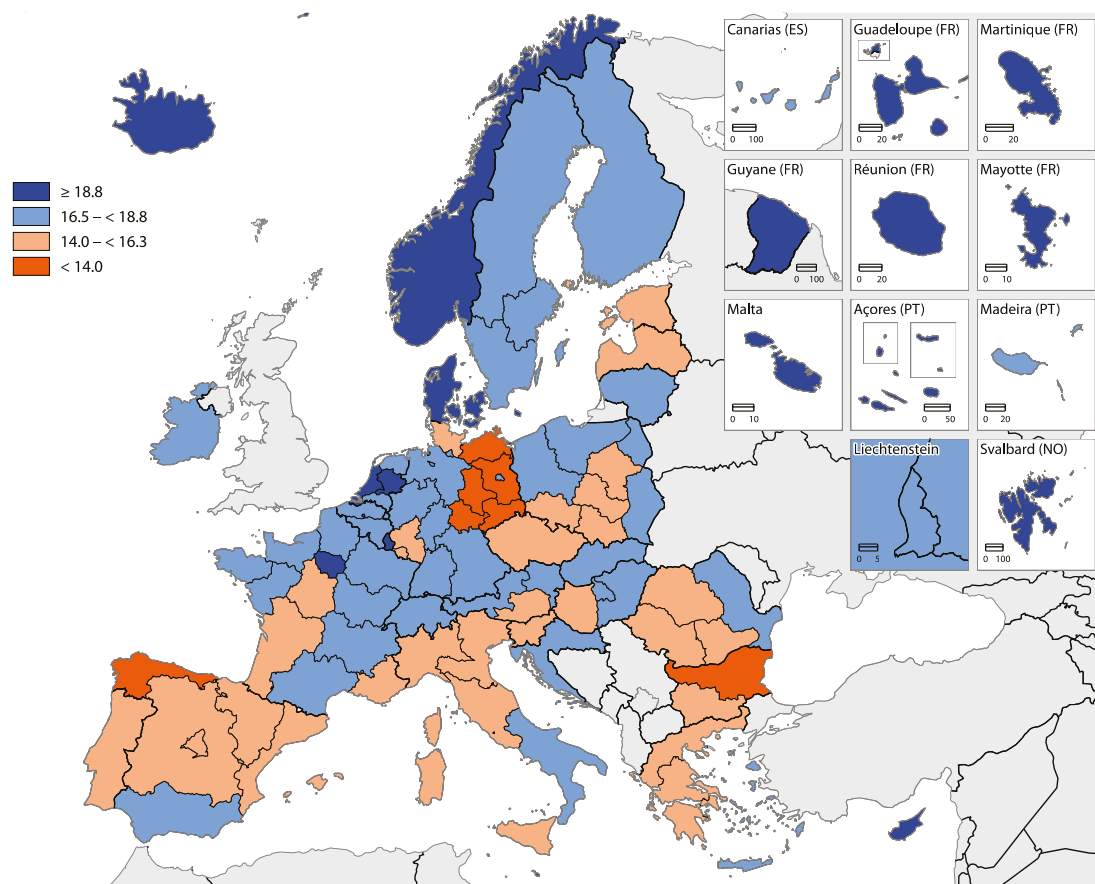 ≥ 18.8
16.5 – < 18.8
14.0 – < 16.3
< 14.0
Canarias (ES)
0 100
Guadeloupe (FR)
0 20
Martinique (FR)
0 20
Guyane (FR)
0 100
Réunion (FR)
0 20
Mayotte (FR)
0 10
Malta
0 10
Açores (PT)
0 50
Madeira (PT)
0 20
Liechtenstein
0 5
Svalbard (NO)
0 100